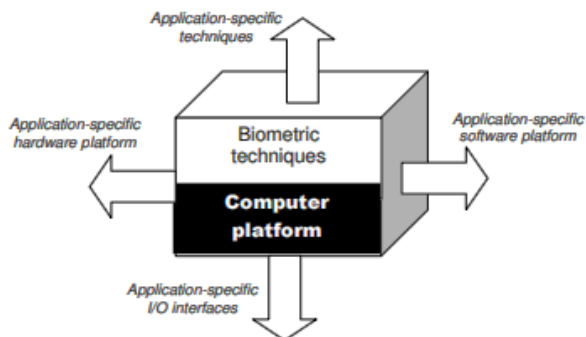 Application-specific
techniques
Application-specific
hardware platform
Application-specific
software platform
Biometric
techniques
Computer
platform
Application-specific
I/O interfaces